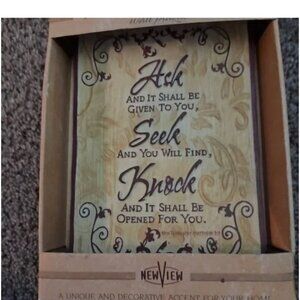 Wall
Ask
AND IT SHALL BE
GIVEN TO YOU,
Seek
AND YOU WILL FIND,
Knock
AND IT SHALL BE
OPENED FOR YOU.
NEWVIEW
A UNIQUE AND DECORATIVE ACCENT FOR YOUR HOME